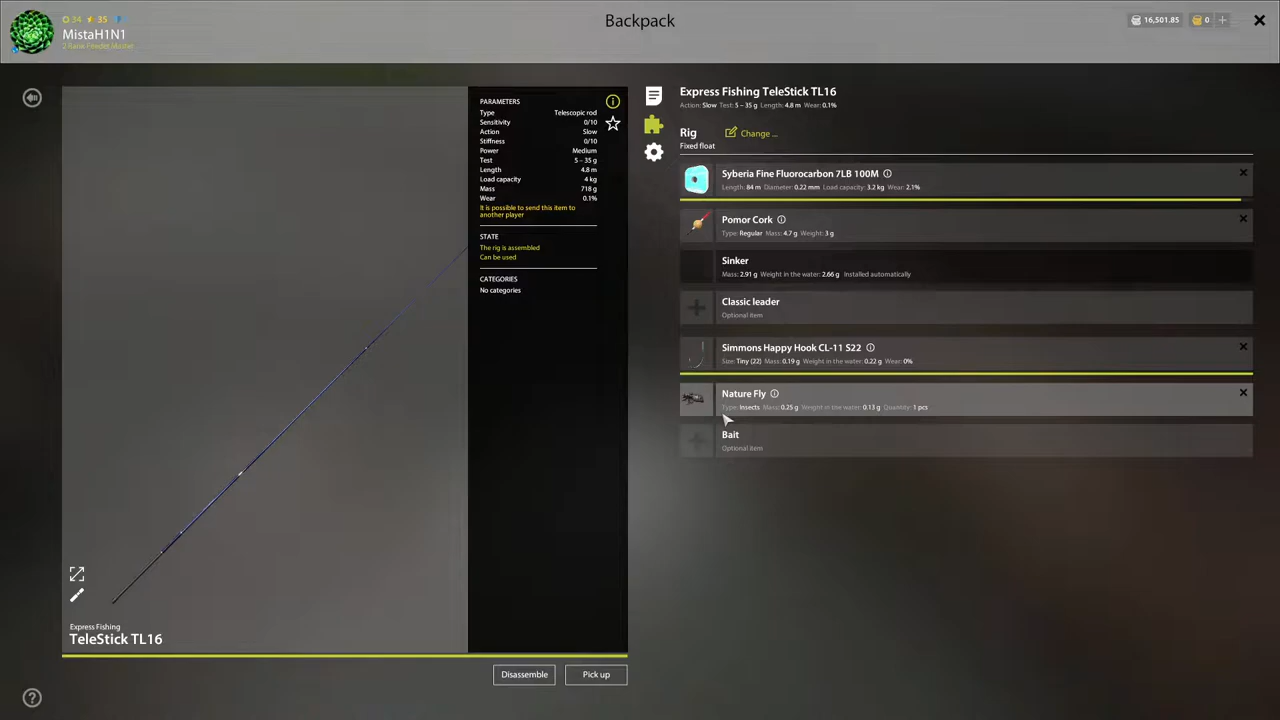 34 35
MistaH1N1
Backpack
16,501.85
0
PARAMETERS
Type Telescopic rod
Sensitivity 0/10
Action Slow
Stiffness 0/10
Power Medium
Test 5 – 35 g
Length 4.8 m
Load capacity 4 kg
Mass 718 g
Wear 0.1%
It is possible to send this item to
another player
STATE
The rig is assembled
Can be used
CATEGORIES
No categories
Express Fishing
TeleStick TL16
Disassemble
Pick up
Express Fishing TeleStick TL16
Action: Slow Test: 5 – 35 g Length: 4.8 m Wear: 0.1%
Rig
Fixed float
Change ...
Syberia Fine Fluorocarbon 7LB 100M
Length: 84 m Diameter: 0.22 mm Load capacity: 3.2 kg Wear: 2.1%
Pomor Cork
Type: Regular Mass: 4.7 g Weight: 3 g
Sinker
Mass: 2.91 g Weight in the water: 2.66 g Installed automatically
Classic leader
Optional item
Simmons Happy Hook CL-11 S22
Size: Tiny (22) Mass: 0.19 g Weight in the water: 0.22 g Wear: 0%
Nature Fly
Type: Insects Mass: 0.25 g Weight in the water: 0.13 g Quantity: 1 pcs
Bait
Optional item